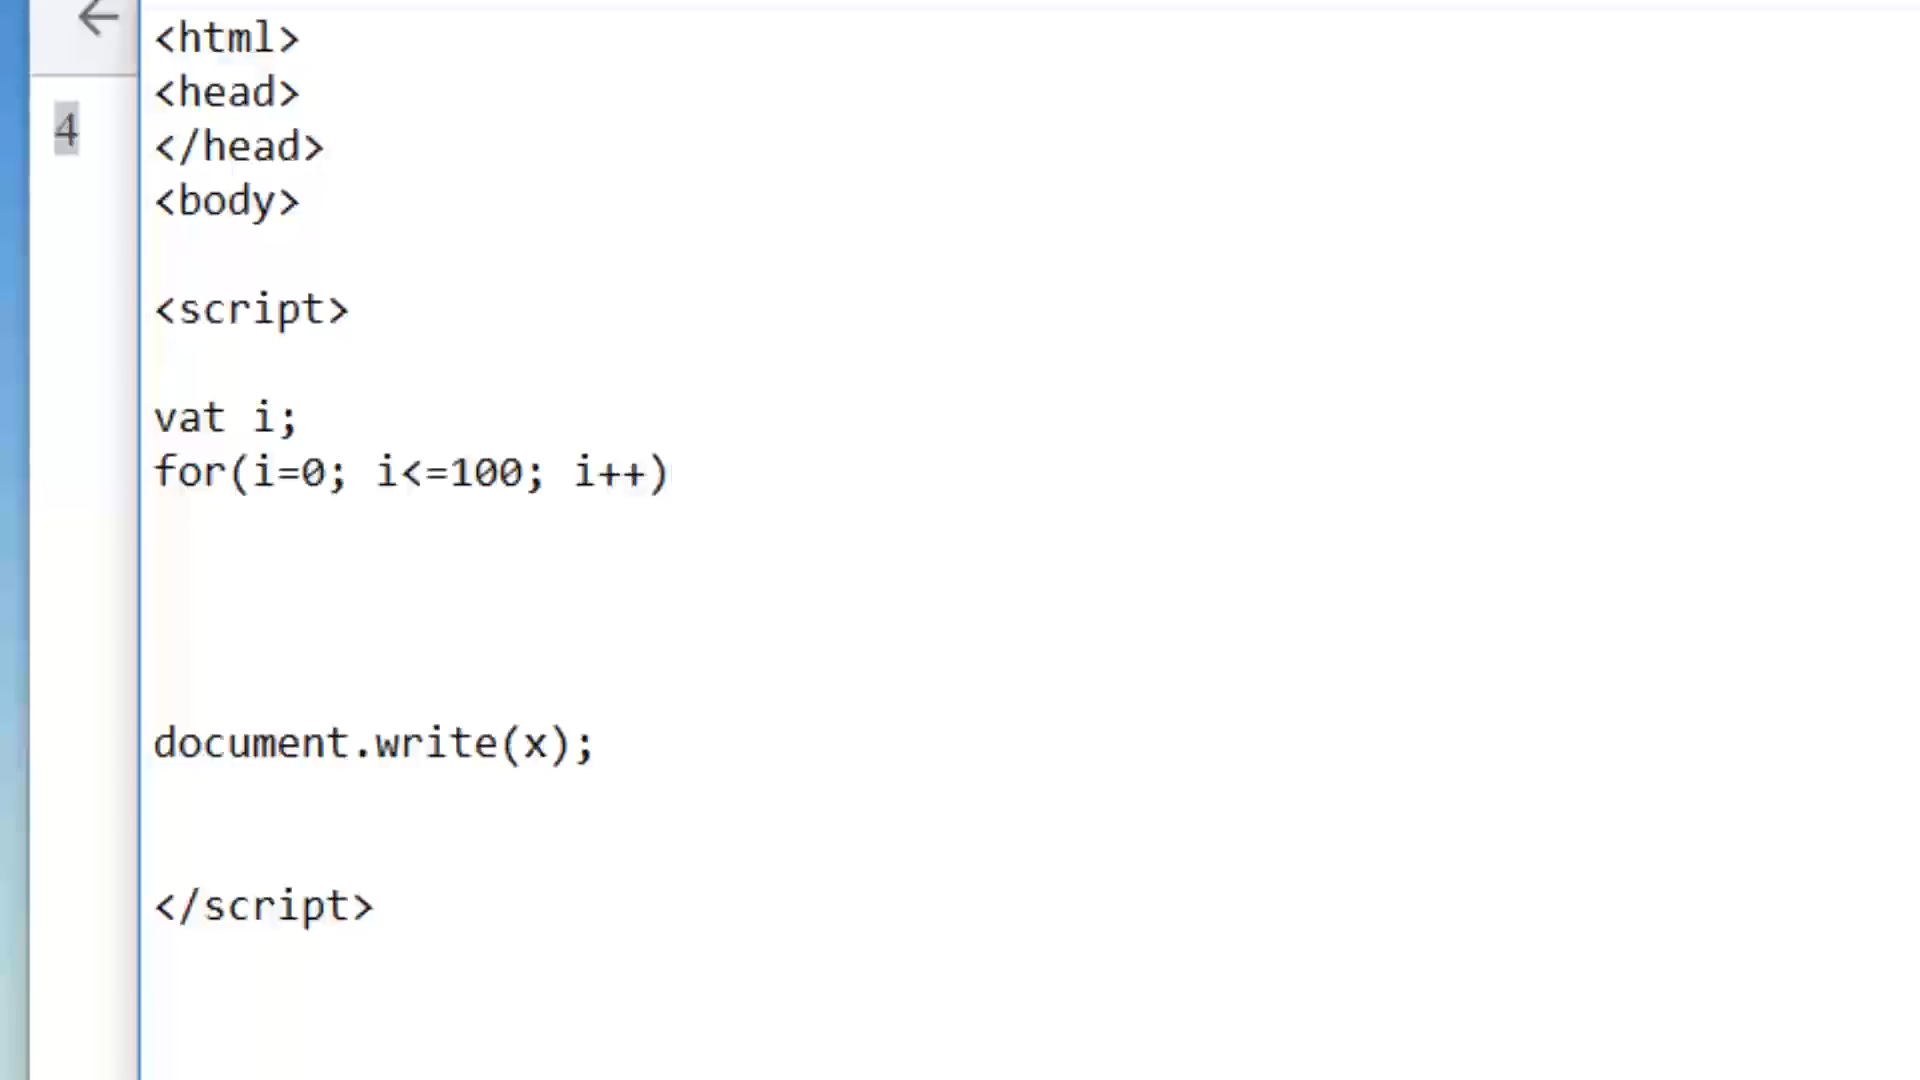 4
<html>
<head>
</head>
<body>
<script>
vat i;
for(i=0; i<=100; i++)
document.write(x);
</script>